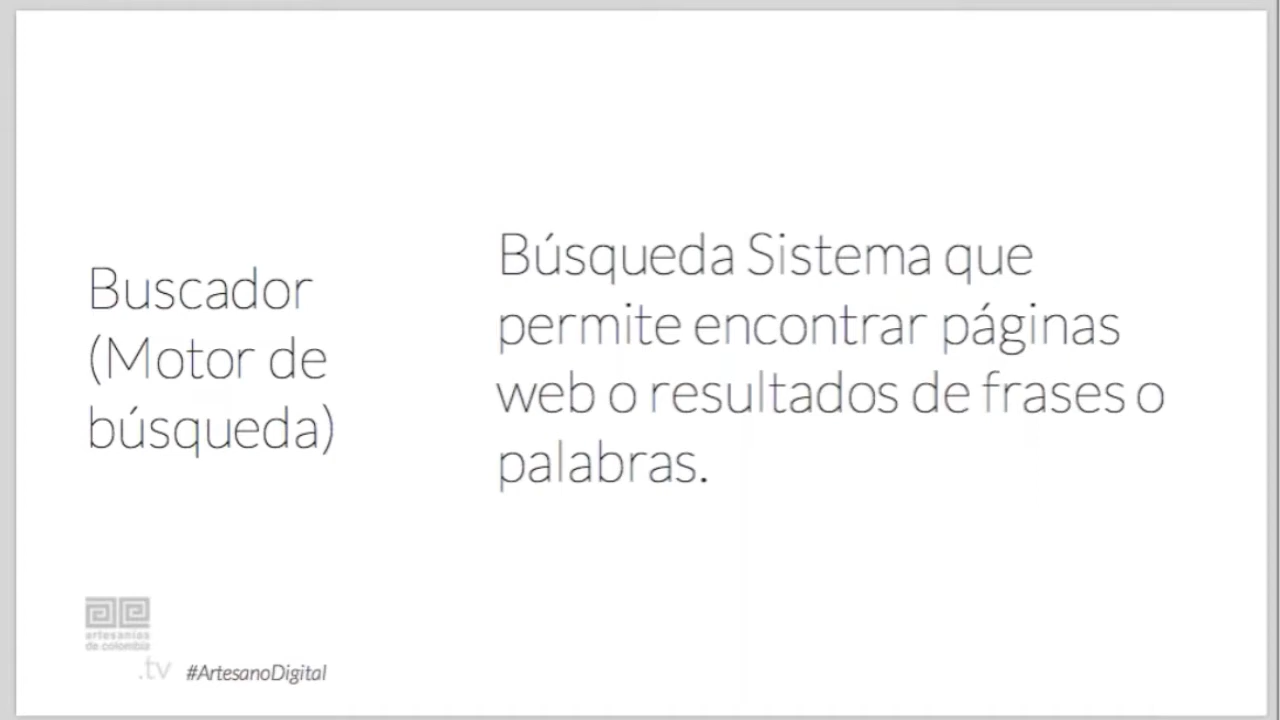 Buscador
(Motor de
búsqueda)
Búsqueda Sistema que
permite encontrar páginas
web o resultados de frases o
palabras.
artesanías
de colombia
.tv
#ArtesanoDigital